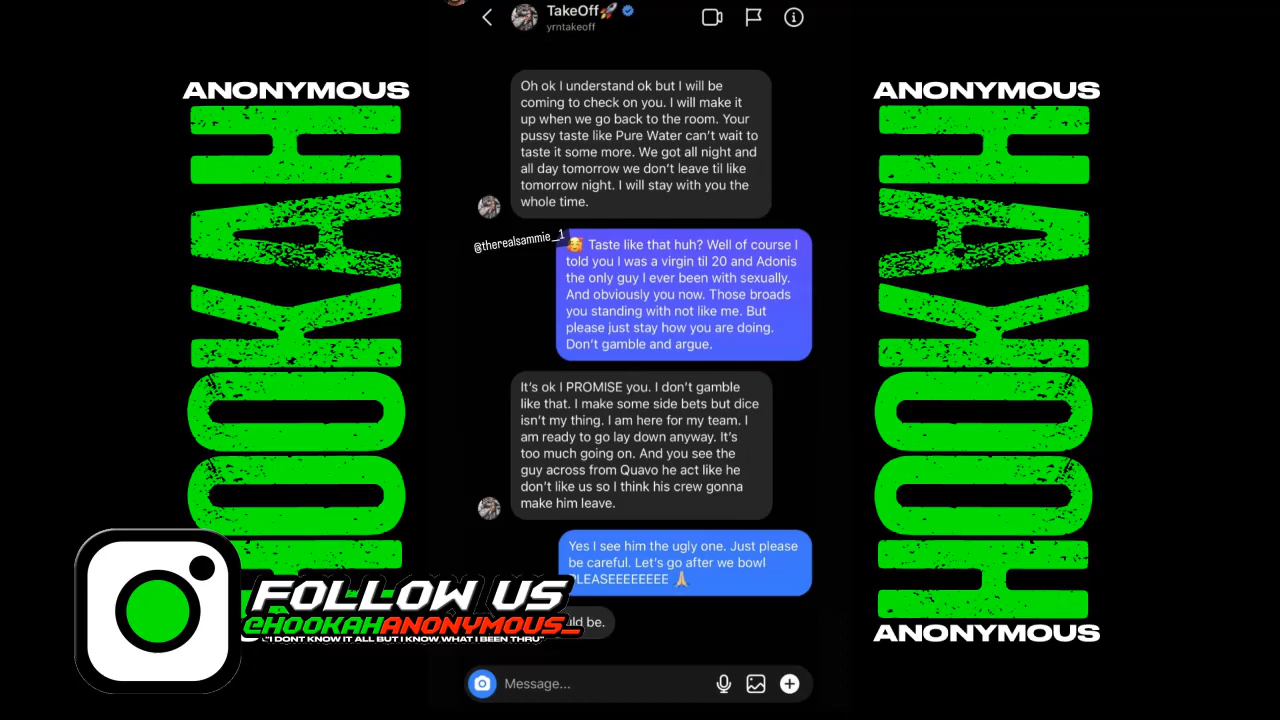 TakeOff🚀
yrntakeoff
ANONYMOUS
HOOKAH
ANONYMOUS
Oh ok I understand ok but I will be
coming to check on you. I will make it
up when we go back to the room. Your
pussy taste like Pure Water can't wait to
taste it some more. We got all night and
all day tomorrow we don't leave til like
tomorrow night. I will stay with you the
whole time.
@therealsammie_1
🥰 Taste like that huh? Well of course I
told you I was a virgin til 20 and Adonis
the only guy I ever been with sexually.
And obviously you now. Those broads
you standing with not like me. But
please just stay how you are doing.
Don't gamble and argue.
It's ok I PROMISE you. I don't gamble
like that. I make some side bets but dice
isn't my thing. I am here for my team. I
am ready to go lay down anyway. It's
too much going on. And you see the
guy across from Quavo he act like he
don't like us so I think his crew gonna
make him leave.
Yes I see him the ugly one. Just please
be careful. Let's go after we bowl
PLEASEEEEEEEE 🙏🏼
be.
Message...
FOLLOW US
@HOOKAHANONYMOUS_
"I DONT KNOW IT ALL BUT I KNOW WHAT I BEEN THRU"
ANONYMOUS
HOOKAH
ANONYMOUS